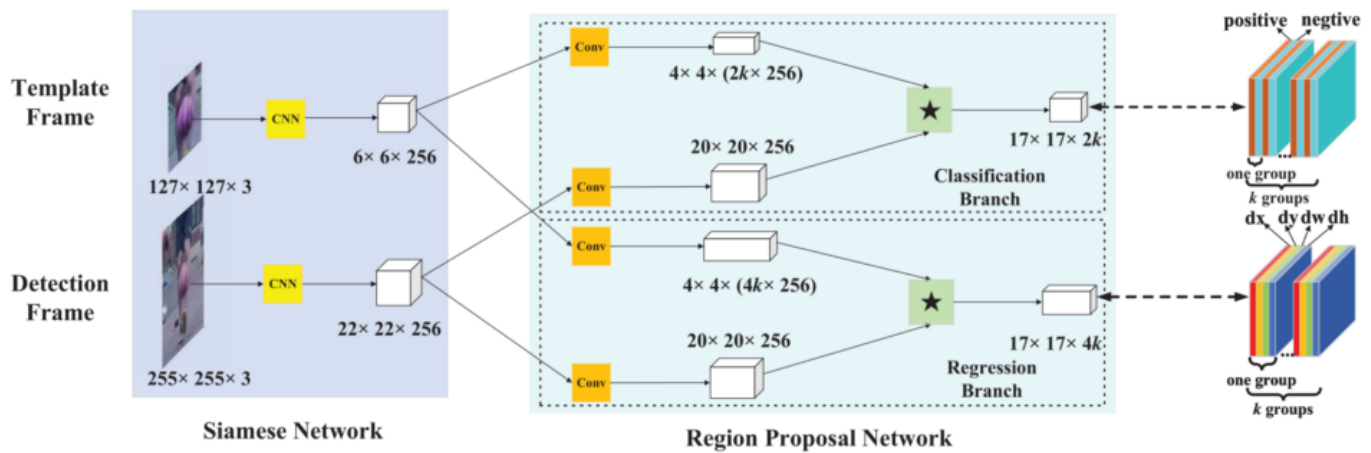 Template
Frame
127× 127× 3
CNN
6× 6× 256
Detection
Frame
255× 255× 3
CNN
22× 22× 256
Siamese Network
Conv
4× 4× (2k× 256)
Conv
20× 20× 256
★
17× 17× 2k
Classification
Branch
Conv
4× 4× (4k× 256)
Conv
20× 20× 256
★
17× 17× 4k
Regression
Branch
Region Proposal Network
positive negtive
...
one group
k groups
dx dy dw dh
...
one group
k groups